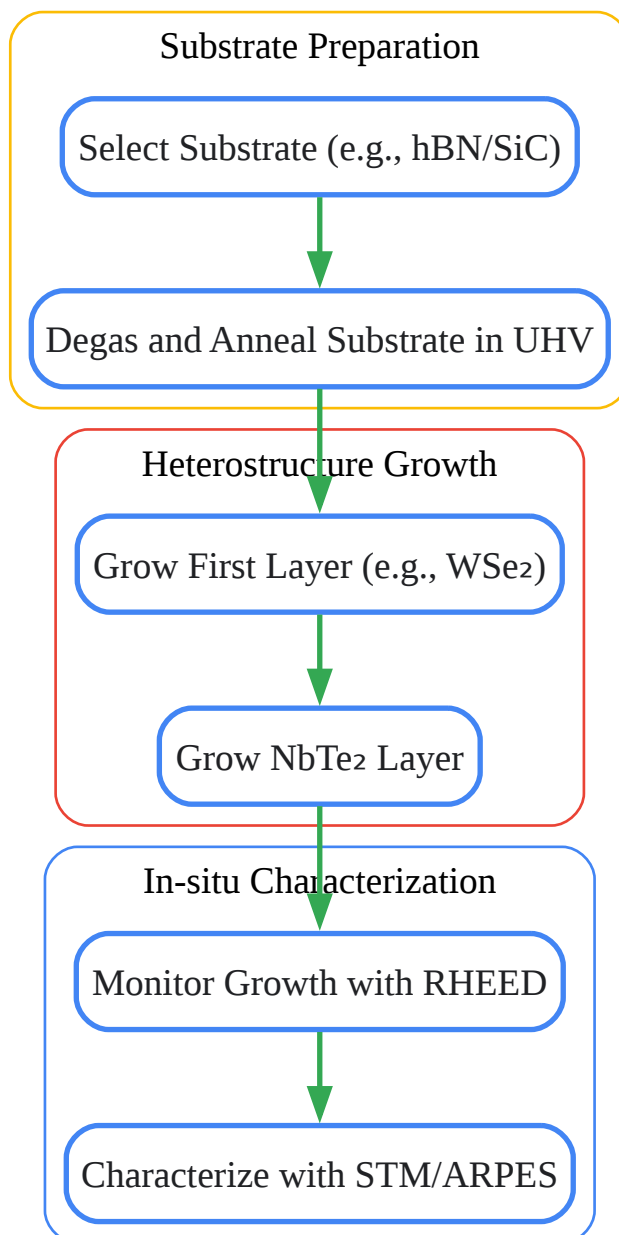 Substrate Preparation
Select Substrate (e.g., hBN/SiC)
Degas and Anneal Substrate in UHV
Heterostructure Growth
Grow First Layer (e.g., WSe₂)
Grow NbTe₂ Layer
In-situ Characterization
Monitor Growth with RHEED
Characterize with STM/ARPES